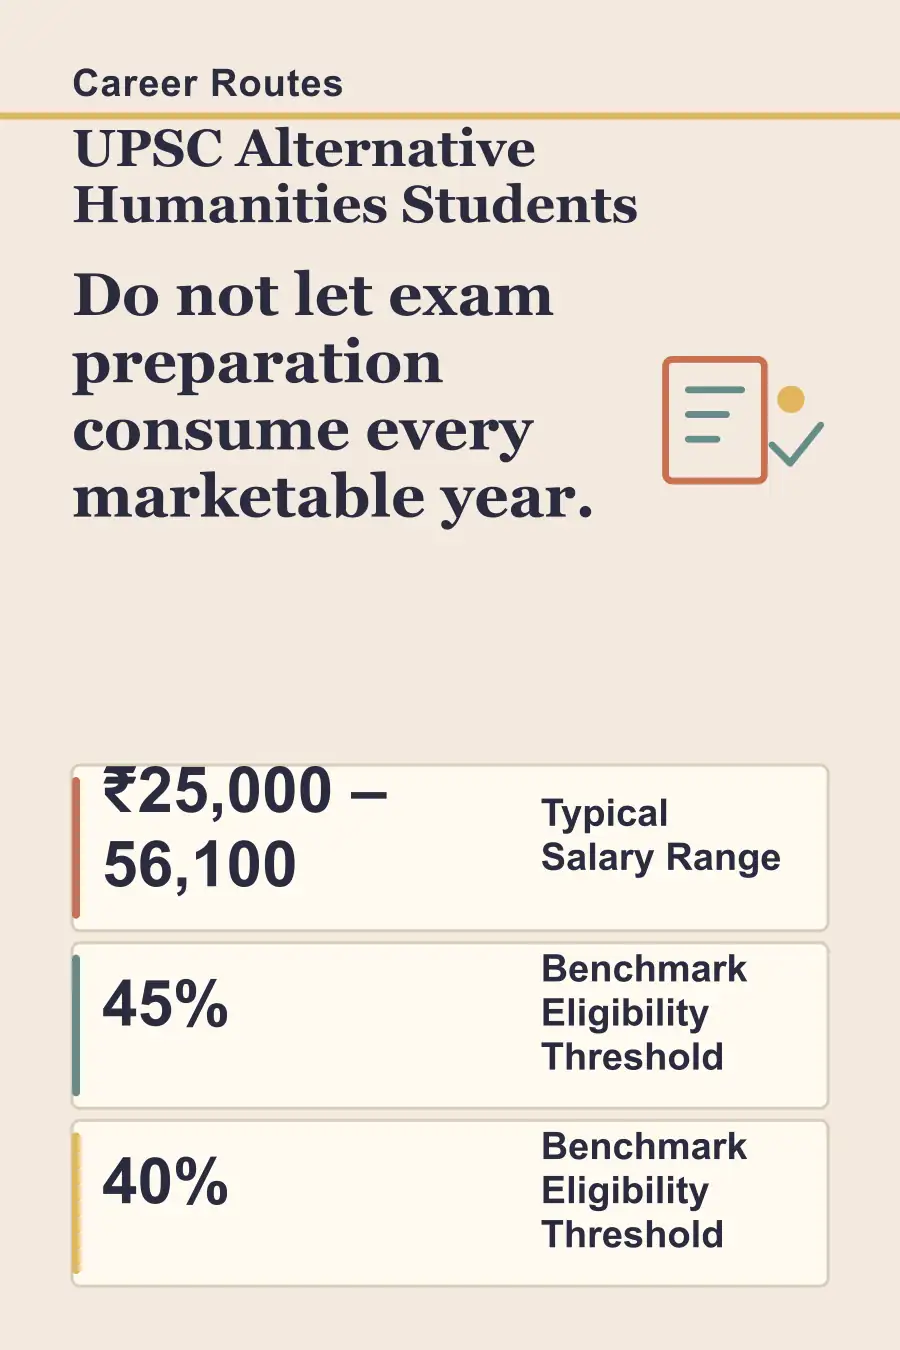 Career Routes
UPSC Alternative
Humanities Students
Do not let exam
preparation
consume every
marketable year.
₹25,000 –
56,100
Typical
Salary Range
45%
Benchmark
Eligibility
Threshold
40%
Benchmark
Eligibility
Threshold